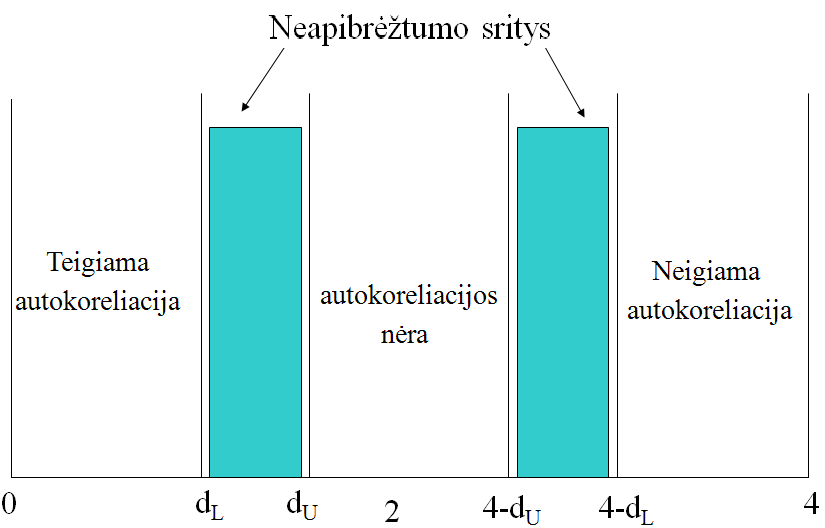 Neapibrėžtumo sritys
Teigiama
autokoreliacija
autokoreliacijos
nėra
Neigiama
autokoreliacija
0 dL dU 2 4-dU 4-dL 4